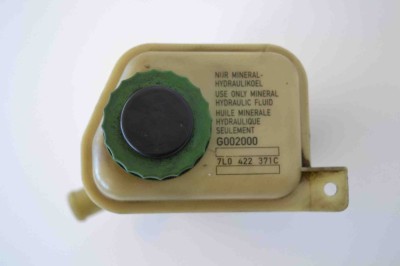 NUR MINERAL-
HYDRAULIKOEL
USE ONLY MINERAL
HYDRAULIC FLUID
HUILE MINERALE
HYDRAULIQUE
SEULEMENT
G002000
7L0 422 371C